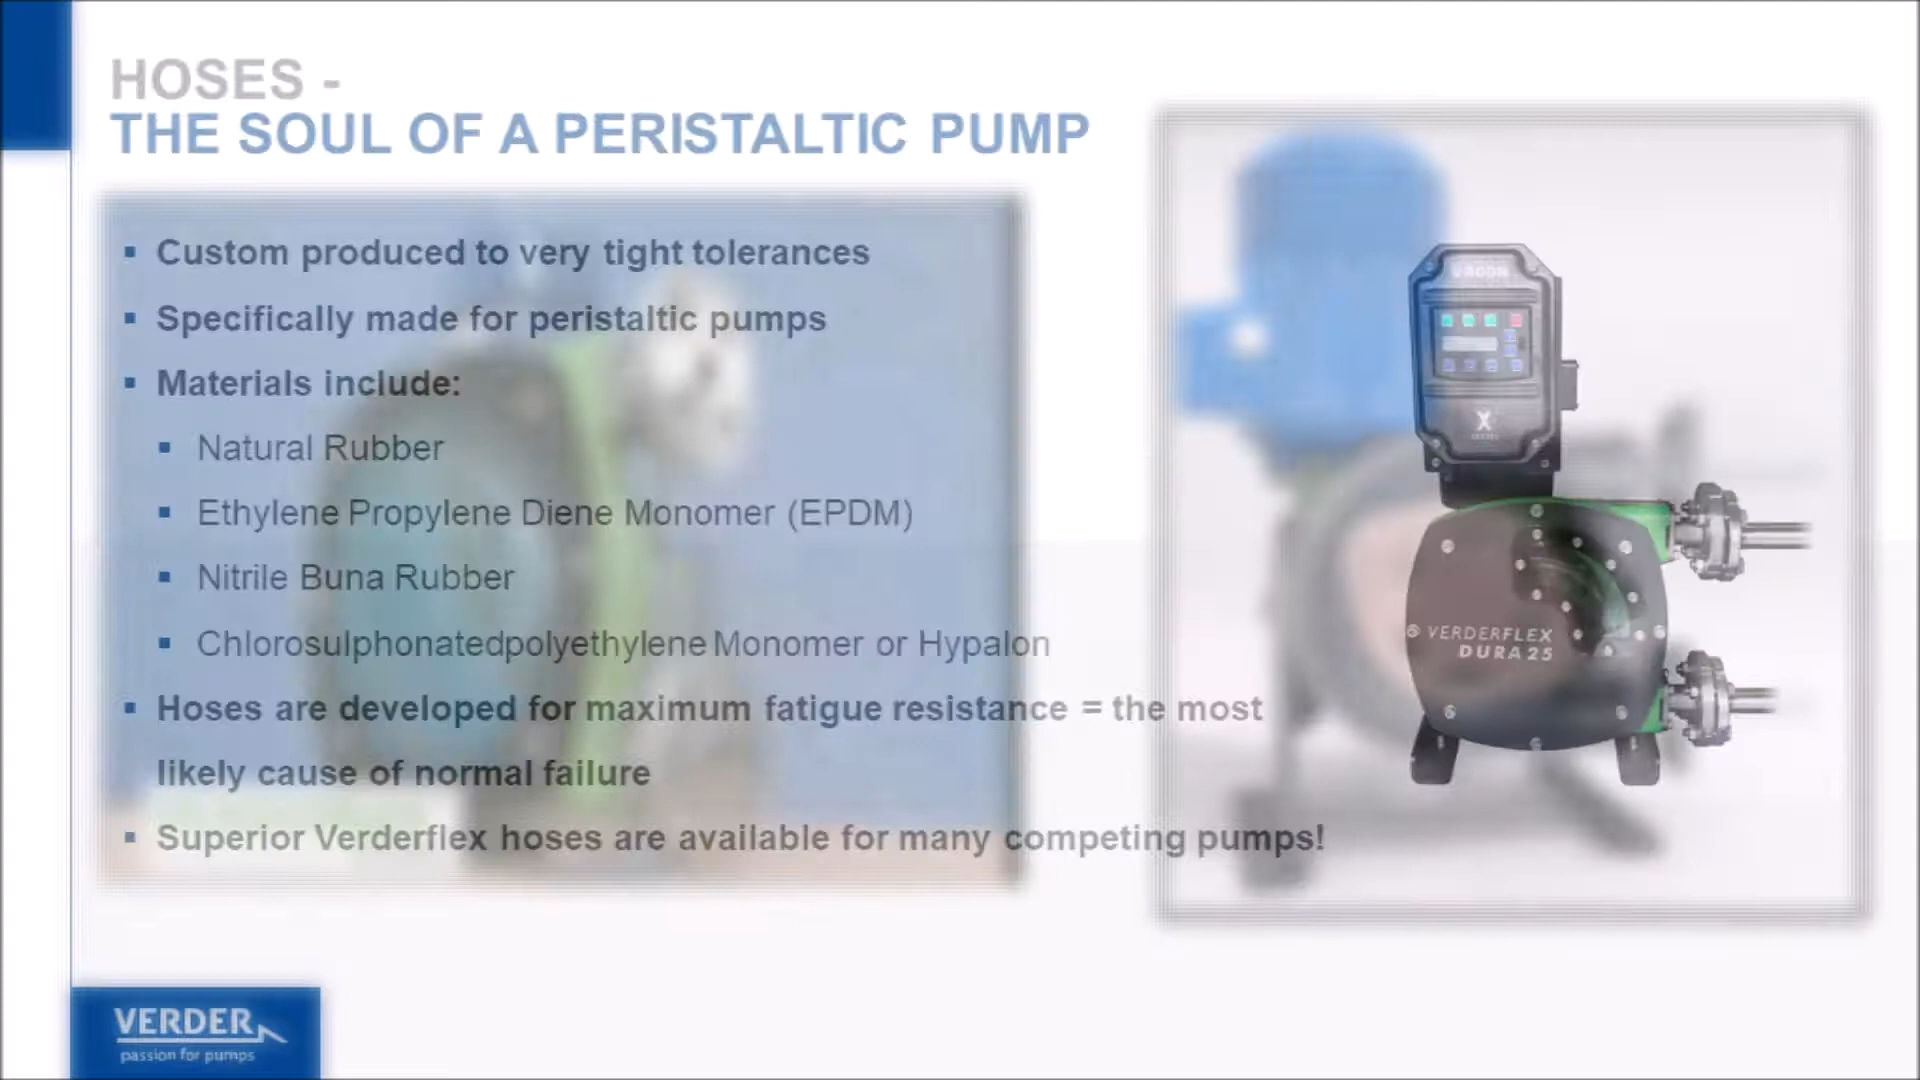 HOSES -
THE SOUL OF A PERISTALTIC PUMP
▪ Custom produced to very tight tolerances
▪ Specifically made for peristaltic pumps
▪ Materials include:
▪ Natural Rubber
▪ Ethylene Propylene Diene Monomer (EPDM)
▪ Nitrile Buna Rubber
▪ Chlorosulphonatedpolyethylene Monomer or Hypalon
▪ Hoses are developed for maximum fatigue resistance = the most
likely cause of normal failure
▪ Superior Verderflex hoses are available for many competing pumps!
X
VERDERFLEX
DURA 25
VERDER
passion for pumps